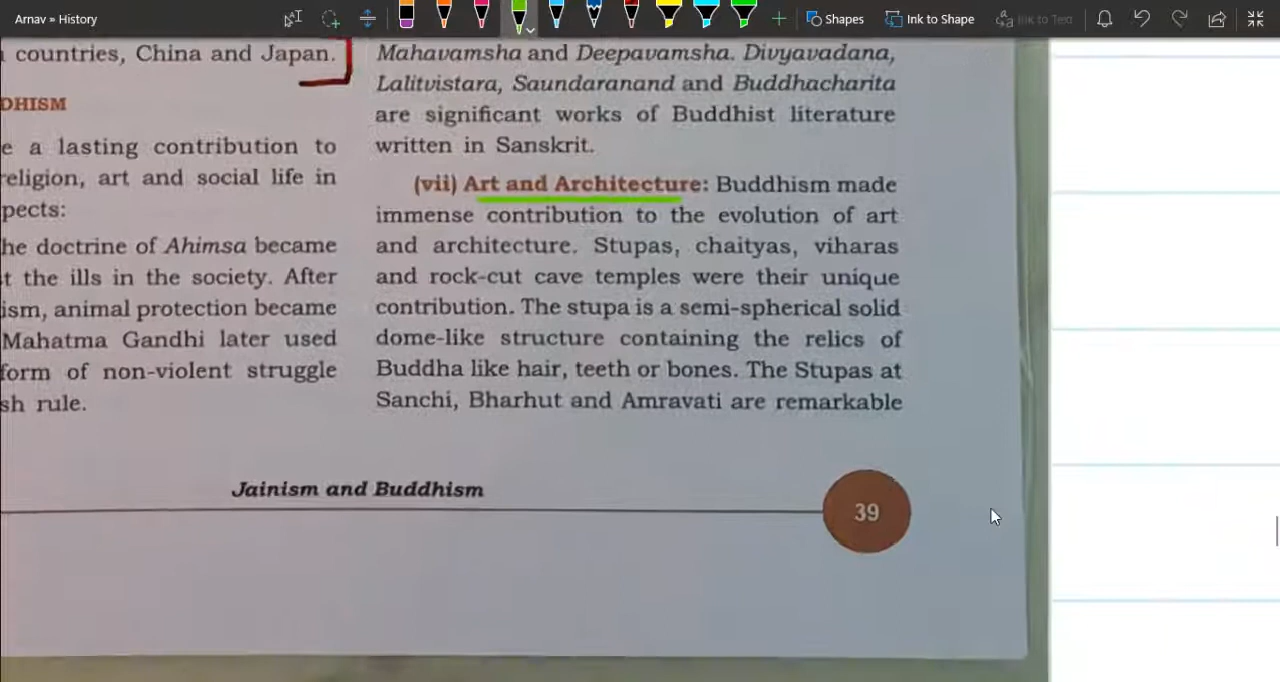 Arnav » History
Shapes
Ink to Shape
Ink to Text
countries, China and Japan.
DHISM
e a lasting contribution to
religion, art and social life in
pects:
he doctrine of Ahimsa became
t the ills in the society. After
ism, animal protection became
Mahatma Gandhi later used
form of non-violent struggle
sh rule.
Mahavamsha and Deepavamsha. Divyavadana,
Lalitvistara, Saundaranand and Buddhacharita
are significant works of Buddhist literature
written in Sanskrit.
(vii) Art and Architecture: Buddhism made
immense contribution to the evolution of art
and architecture. Stupas, chaityas, viharas
and rock-cut cave temples were their unique
contribution. The stupa is a semi-spherical solid
dome-like structure containing the relics of
Buddha like hair, teeth or bones. The Stupas at
Sanchi, Bharhut and Amravati are remarkable
Jainism and Buddhism
39